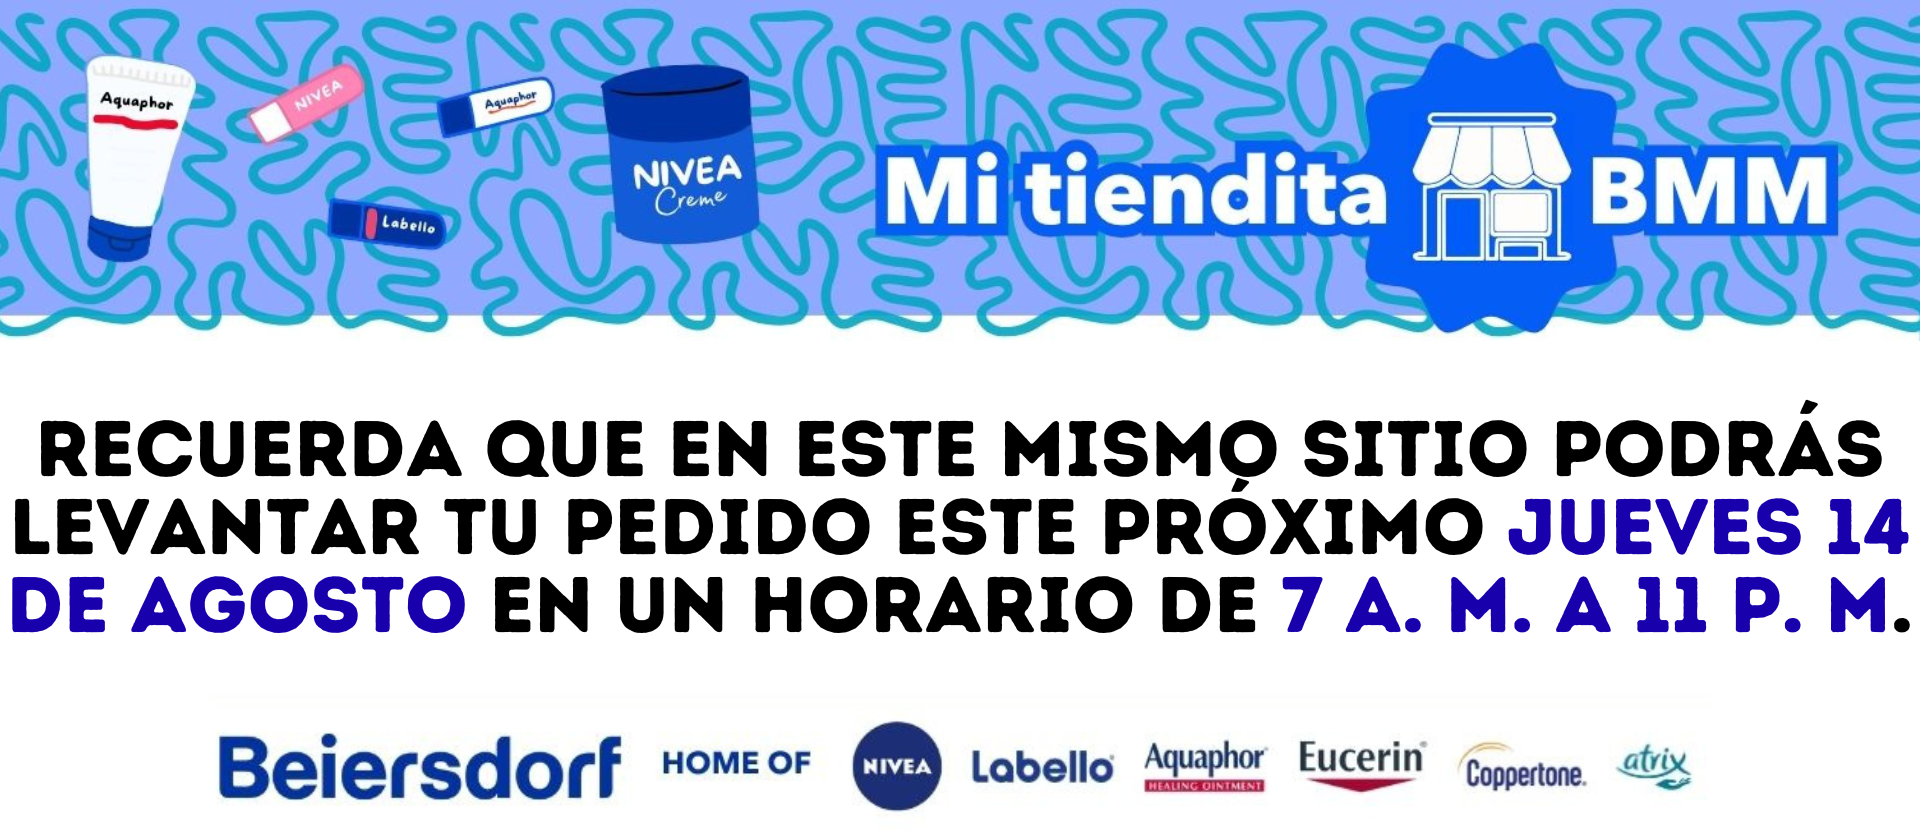 Aquaphor
NIVEA
Aquaphor
Labello
NIVEA
Creme
Mi tiendita BMM
RECUERDA QUE EN ESTE MISMO SITIO PODRÁS
LEVANTAR TU PEDIDO ESTE PRÓXIMO JUEVES 14
DE AGOSTO EN UN HORARIO DE 7 A. M. A 11 P. M.
Beiersdorf HOME OF NIVEA Labello Aquaphor Eucerin Coppertone. atrix
HEALING OINTMENT